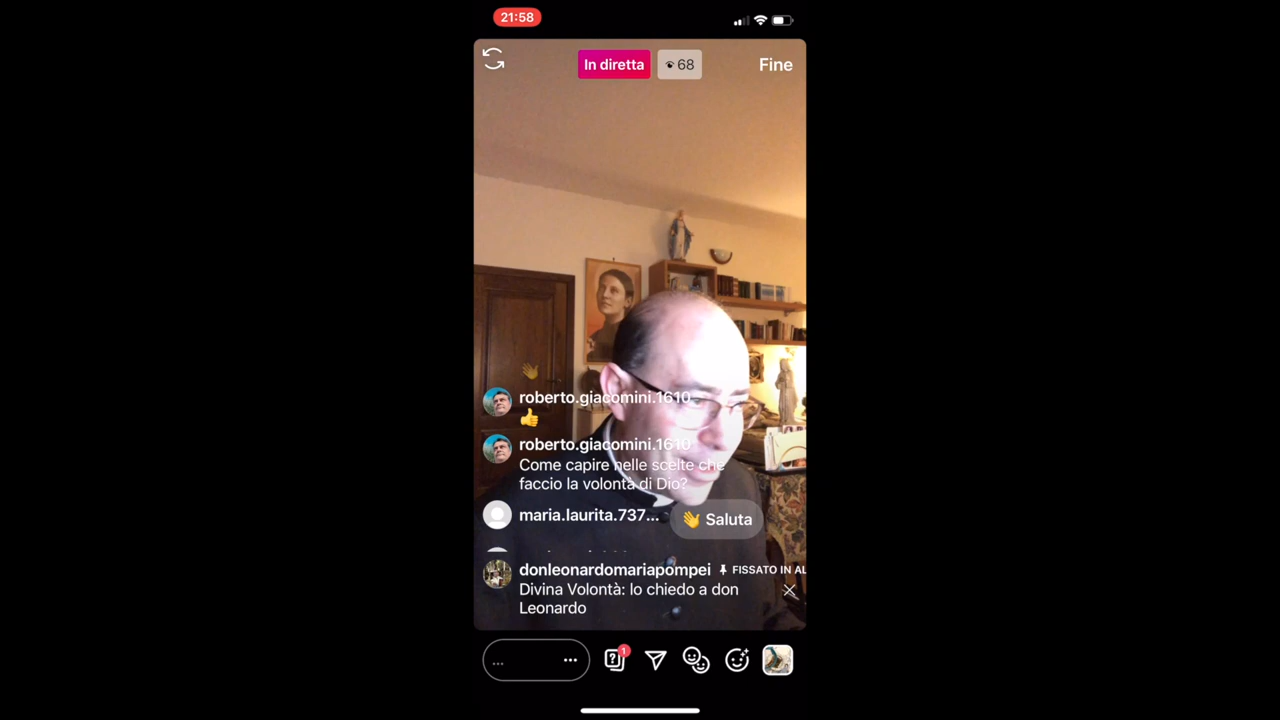 21:58
In diretta
68
Fine
roberto.giacomini.1610
roberto.giacomini.1610
Come capire nelle scelte che
faccio la volontà di Dio?
maria.laurita.737...
Saluta
donleonardomariapompei FISSATO IN AL
Divina Volontà: lo chiedo a don
Leonardo
...
1